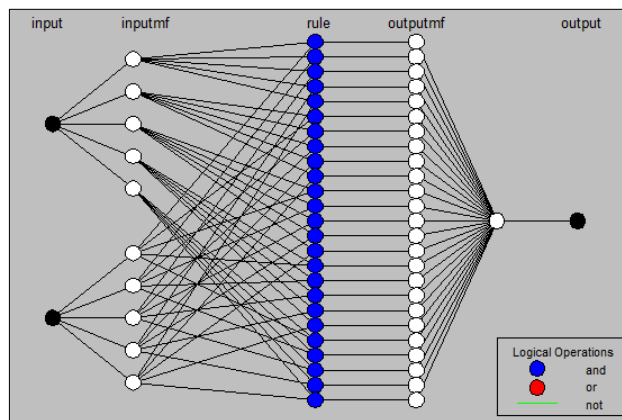 input inputmf rule outputmf output
Logical Operations
and
or
not